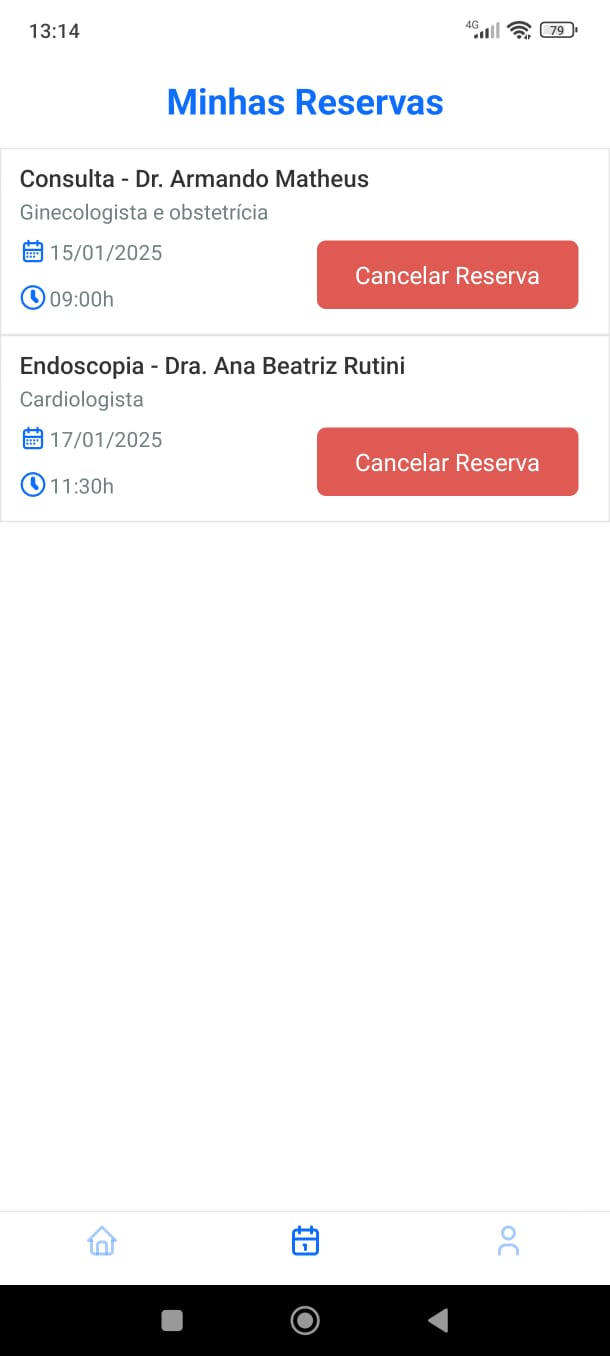 13:14
4G
79
Minhas Reservas
Consulta - Dr. Armando Matheus
Ginecologista e obstetrícia
15/01/2025
Cancelar Reserva
09:00h
Endoscopia - Dra. Ana Beatriz Rutini
Cardiologista
17/01/2025
Cancelar Reserva
11:30h
1